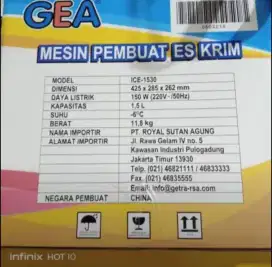 GEA
MESIN PEMBUAT ES KRIM
MODEL ICE-1530
DIMENSI 425 x 285 x 262 mm
DAYA LISTRIK 150 W (220V~/50Hz)
KAPASITAS 1,5 L
SUHU -6°C
BERAT 11,8 kg
NAMA IMPORTIR PT. ROYAL SUTAN AGUNG
ALAMAT IMPORTIR Jl. Rawa Gelam IV no. 5
Kawasan Industri Pulogadung
Jakarta Timur 13930
Telp. (021) 46821111 / 46833333
Fax. (021) 46835555
Email: info@getra-rsa.com
NEGARA PEMBUAT CHINA
infinix HOT 10